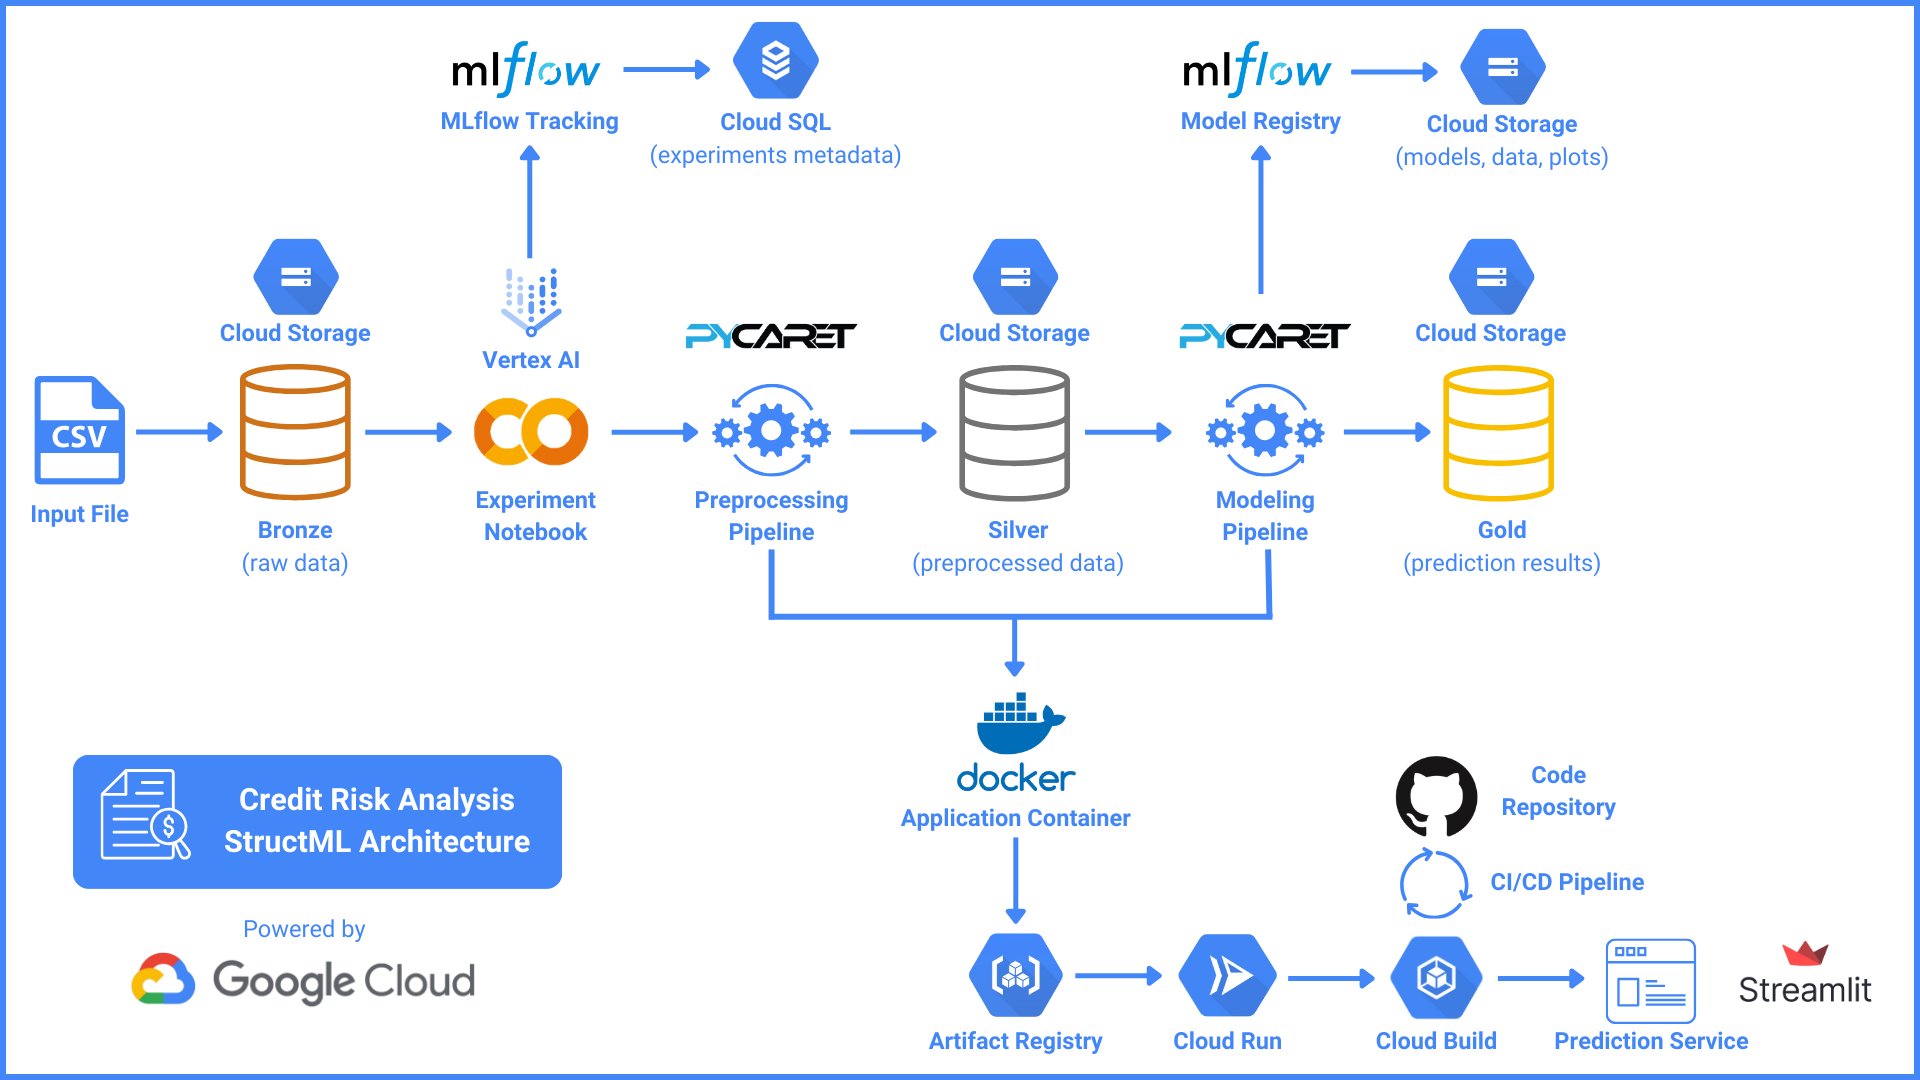 mlflow
MLflow Tracking
Cloud SQL
(experiments metadata)
mlflow
Model Registry
Cloud Storage
(models, data, plots)
Cloud Storage
Vertex AI
PYCARET
Cloud Storage
PYCARET
Cloud Storage
CSV
Input File
Bronze
(raw data)
Experiment
Notebook
Preprocessing
Pipeline
Silver
(preprocessed data)
Modeling
Pipeline
Gold
(prediction results)
docker
Application Container
Credit Risk Analysis
StructML Architecture
$
Powered by
Google Cloud
Code
Repository
CI/CD Pipeline
Artifact Registry
Cloud Run
Cloud Build
Prediction Service
Streamlit